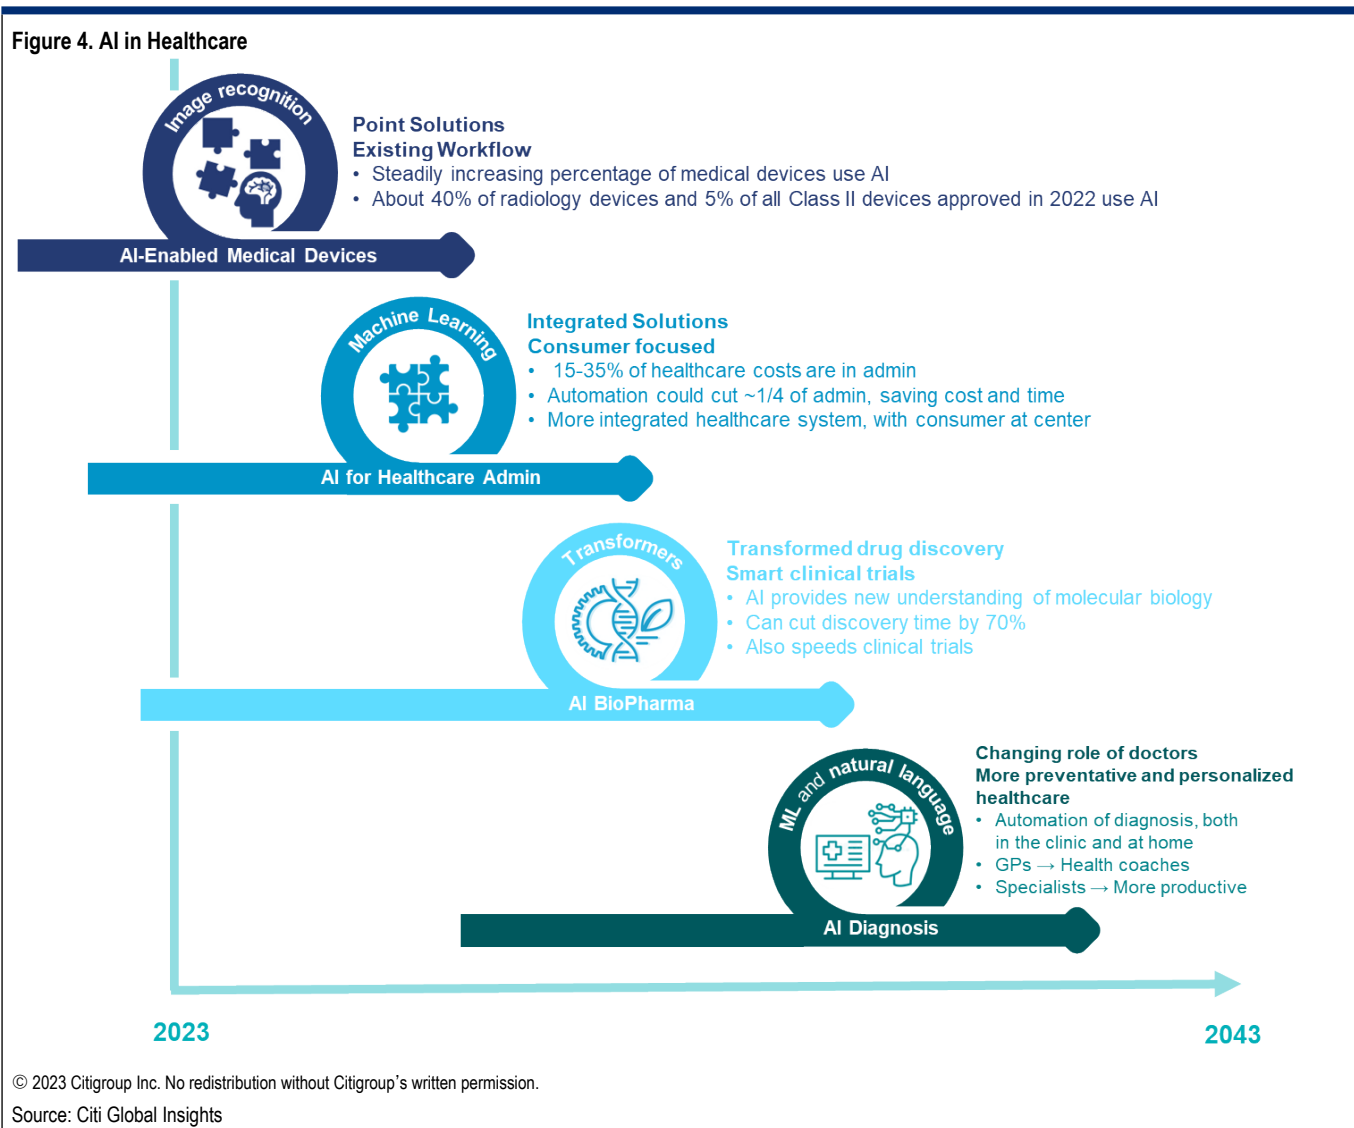 Figure 4. AI in Healthcare
Image recognition
Point Solutions
Existing Workflow
• Steadily increasing percentage of medical devices use AI
• About 40% of radiology devices and 5% of all Class II devices approved in 2022 use AI
AI-Enabled Medical Devices
Machine Learning
Integrated Solutions
Consumer focused
• 15-35% of healthcare costs are in admin
• Automation could cut ~1/4 of admin, saving cost and time
• More integrated healthcare system, with consumer at center
AI for Healthcare Admin
Transformers
Transformed drug discovery
Smart clinical trials
• AI provides new understanding of molecular biology
• Can cut discovery time by 70%
• Also speeds clinical trials
AI BioPharma
ML and natural language
Changing role of doctors
More preventative and personalized
healthcare
• Automation of diagnosis, both
in the clinic and at home
• GPs → Health coaches
• Specialists → More productive
AI Diagnosis
2023
2043
© 2023 Citigroup Inc. No redistribution without Citigroup's written permission.
Source: Citi Global Insights